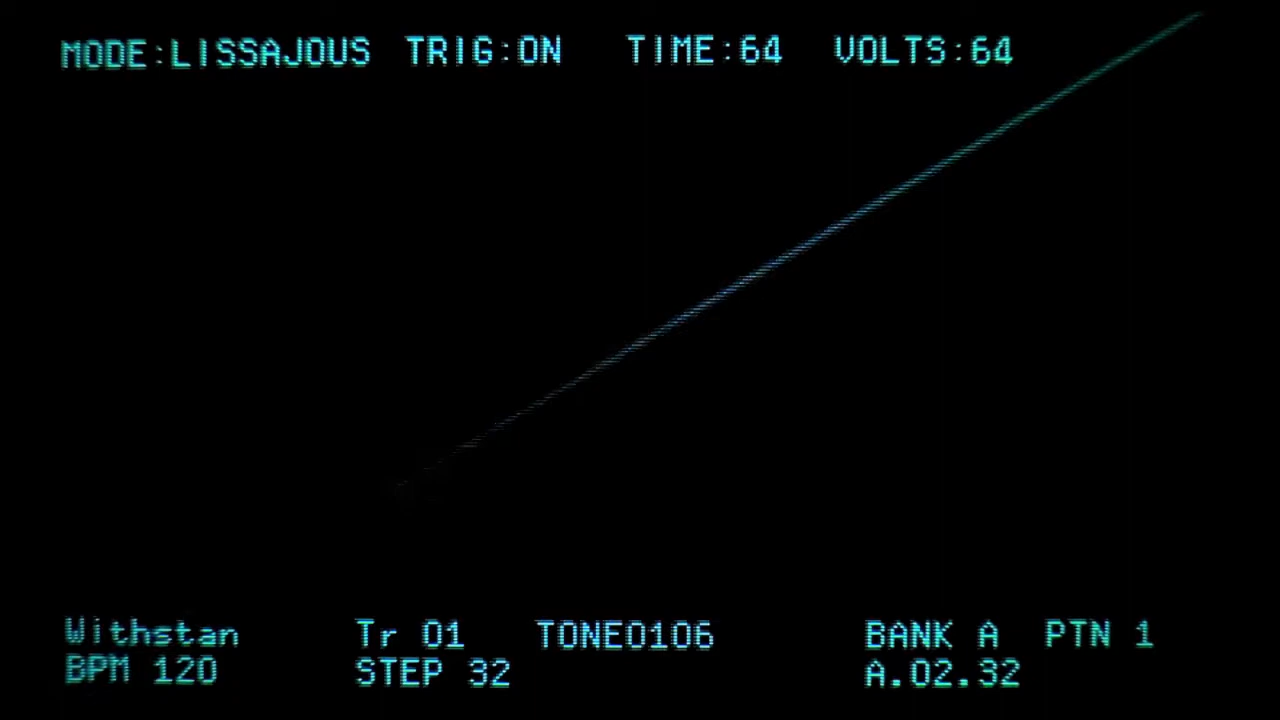 MODE:LISSAJOUS TRIG:ON TIME:64 VOLTS:64
Withstan Tr 01 TONE0106 BANK A PTN 1
BPM 120 STEP 32 A.02.32